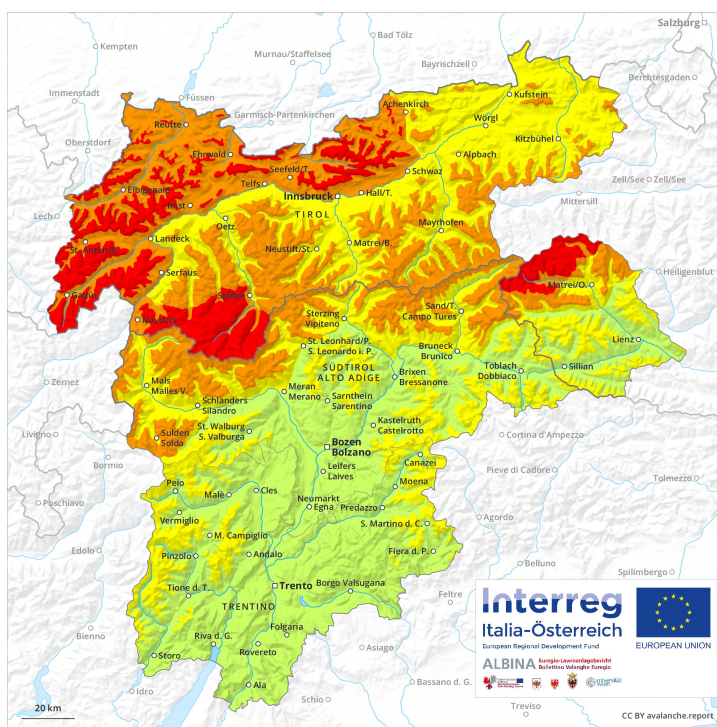 Salzburg
Bad Tölz
Kempten
Murnau/Staffelsee
Bayrischzell
Berchtesgaden
Immenstadt
Füssen
Achenkirch
Kufstein
Reutte
Garmisch-Partenkirchen
Wörgl
Oberstdorf
Kitzbühel
Ehrwald
Alpbach
Seefeld/T.
Schwaz
Telfs
Zell/See
Zell/See
Elbigenalp
Innsbruck
Hall/T.
Mittersill
Imst
TIROL
Lech
Oetz
Mayrhofen
St. Anton/A.
Landeck
Neustift/St.
Matrei/B.
Serfaus
Heiligenblut
Galtür
Sölden
Matrei/O.
Nauders
Sterzing
Vipiteno
Sand/T.
Campo Tures
Lienz
St. Leonhard/P.
S. Leonardo i. P.
Bruneck
Brunico
SÜDTIROL
ALTO ADIGE
Toblach
Dobbiaco
Sillian
Zernez
Mals
Malles/V.
Meran
Merano
Brixen
Bressanone
Schlanders
Silandro
Sarnthein
Sarentino
Livigno
St. Walburg
S. Valburga
Kastelruth
Castelrotto
Sulden
Solda
Bozen
Bolzano
Cortina d'Ampezzo
Bormio
Canazei
Leifers
Laives
Pieve di Cadore
Tolmezzo
Peio
Moena
Poschiavo
Malè
Cles
Neumarkt
Egna
Predazzo
Vermiglio
Agordo
S. Martino d. C.
M. Campiglio
Edolo
Pinzolo
Andalo
Fiera d. P.
Belluno
Spilimbergo
Tione d. T.
Trento
Borgo Valsugana
Feltre
TRENTINO
Bienno
Folgaria
Riva d. G.
Asiago
Storo
Rovereto
Bassano d. G.
Idro
Ala
Schio
Treviso
20 km
Interreg
Italia-Österreich
European Regional Development Fund
EUROPEAN UNION
ALBINA
Euregio-Lawinenlagebericht
Bollettino Valanghe Euregio
universität
wien
CC BY avalanche.report